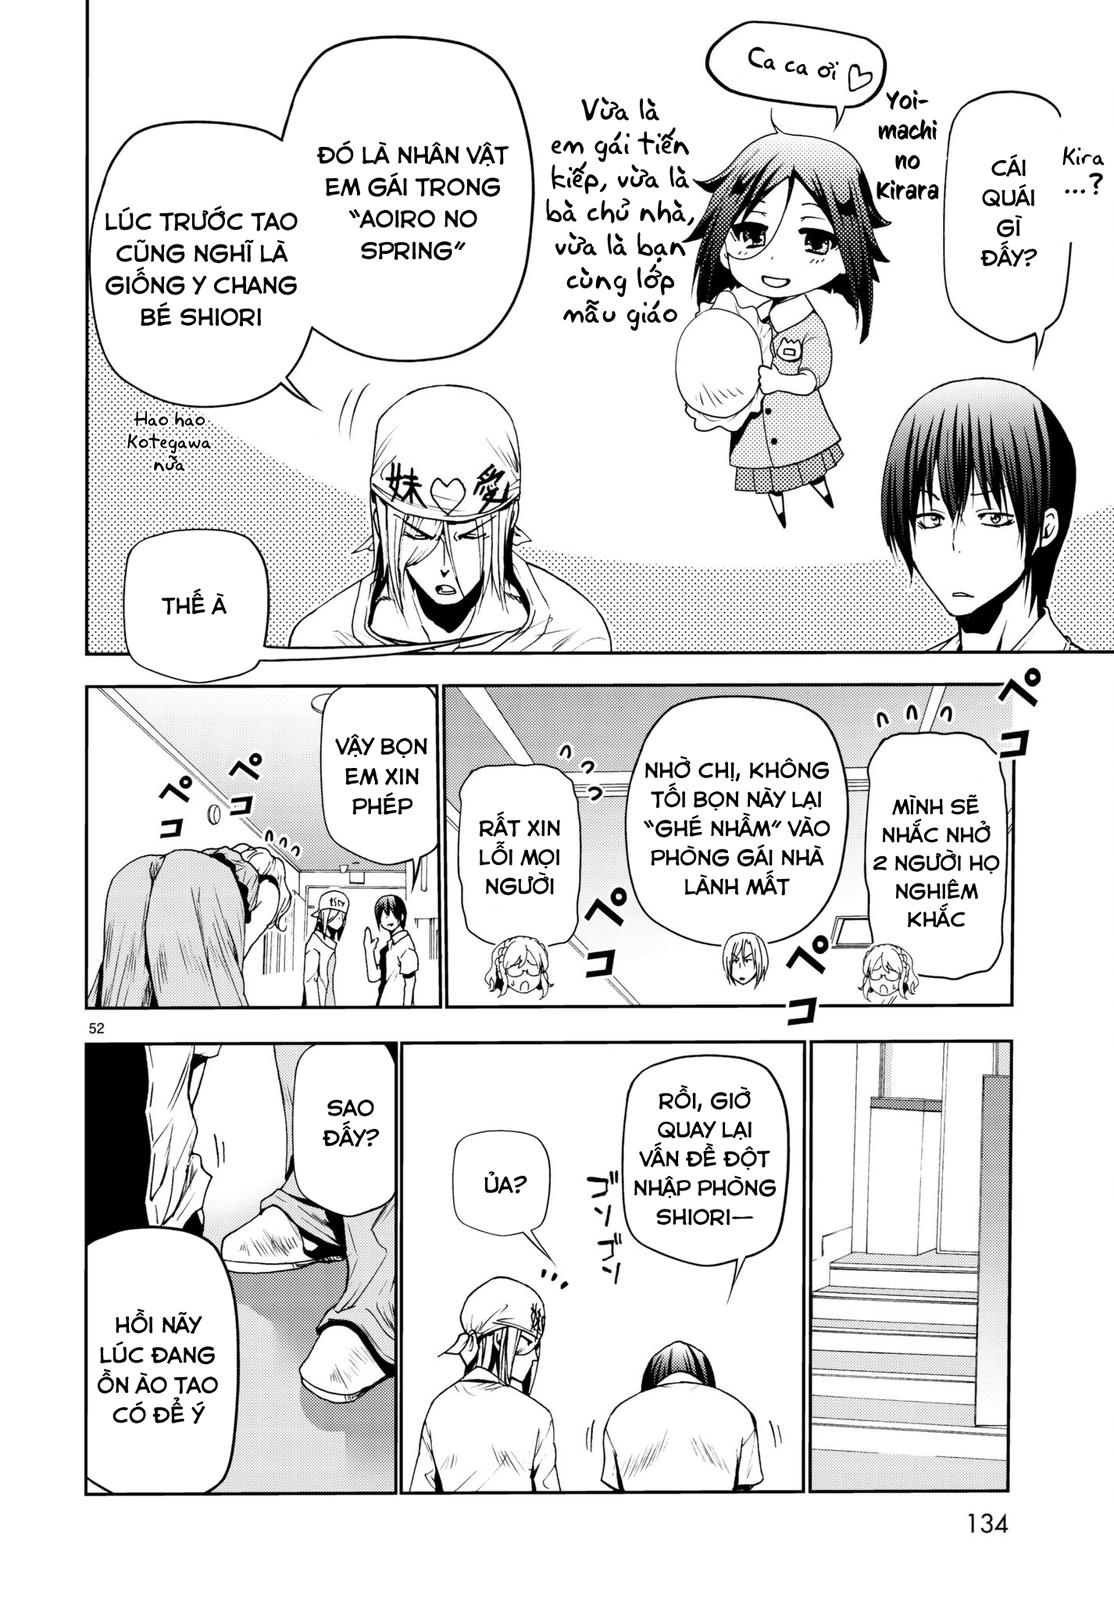 Kira
...?
CÁI
QUÁI
GÌ
ĐẤY?
Ca ca ơi ♡
Yoi-
machi
no
Kirara
Vừa là
em gái tiền
kiếp, vừa là
bà chủ nhà,
vừa là bạn
cùng lớp
mẫu giáo
ĐÓ LÀ NHÂN VẬT
EM GÁI TRONG
"AOIRO NO
SPRING"
LÚC TRƯỚC TAO
CŨNG NGHĨ LÀ
GIỐNG Y CHANG
BÉ SHIORI
Hao hao
Kotegawa
nữa
妹♡愛
THẾ À
MÌNH SẼ
NHẮC NHỞ
2 NGƯỜI HỌ
NGHIÊM
KHẮC
ペコ
NHỜ CHỊ, KHÔNG
TỐI BỌN NÀY LẠI
"GHÉ NHẦM" VÀO
PHÒNG GÁI NHÀ
LÀNH MẤT
ペコ
RẤT XIN
LỖI MỌI
NGƯỜI
ペコ
VẬY BỌN
EM XIN
PHÉP
ペコ
ペコ
52
RỒI, GIỜ
QUAY LẠI
VẤN ĐỀ ĐỘT
NHẬP PHÒNG
SHIORI—
ゴソゴソ
ỦA?
SAO
ĐẤY?
HỒI NÃY
LÚC ĐANG
ỒN ÀO TAO
CÓ ĐỂ Ý
134